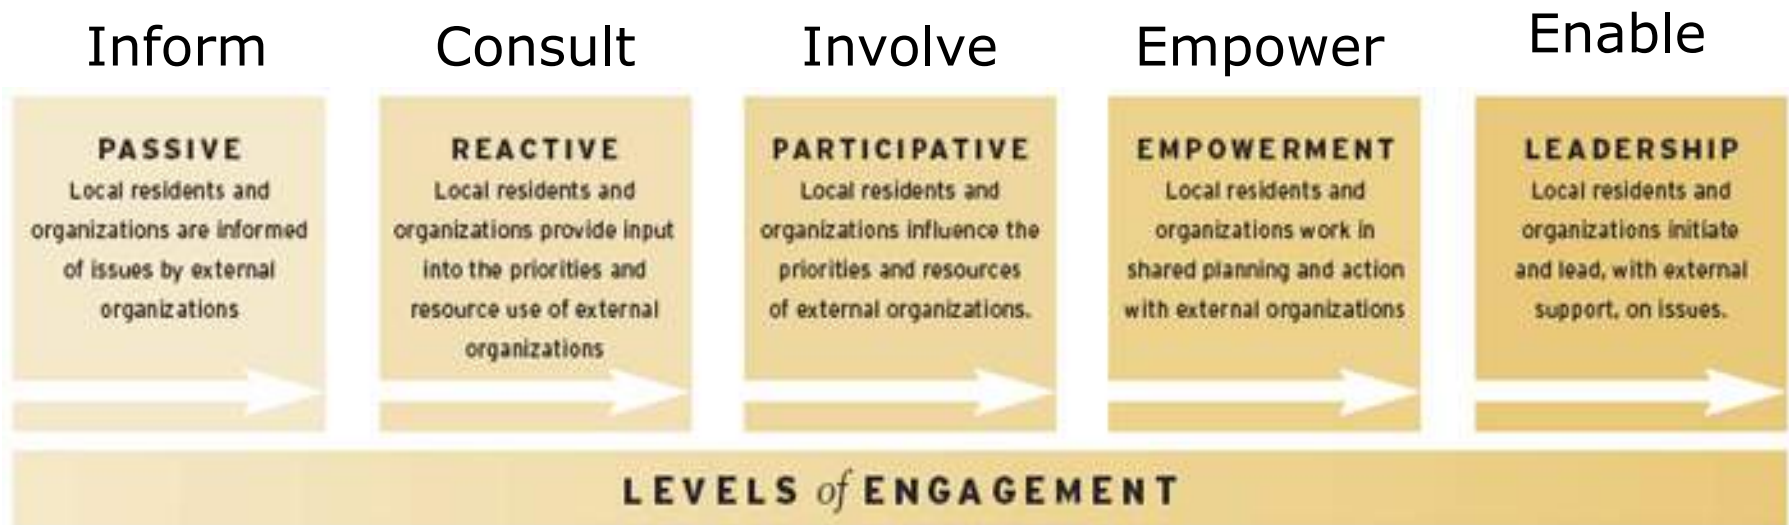 Inform
Consult
Involve
Empower
Enable
PASSIVE
Local residents and
organizations are informed
of issues by external
organizations
REACTIVE
Local residents and
organizations provide input
into the priorities and
resource use of external
organizations
PARTICIPATIVE
Local residents and
organizations influence the
priorities and resources
of external organizations.
EMPOWERMENT
Local residents and
organizations work in
shared planning and action
with external organizations
LEADERSHIP
Local residents and
organizations initiate
and lead, with external
support, on issues.
LEVELS of ENGAGEMENT